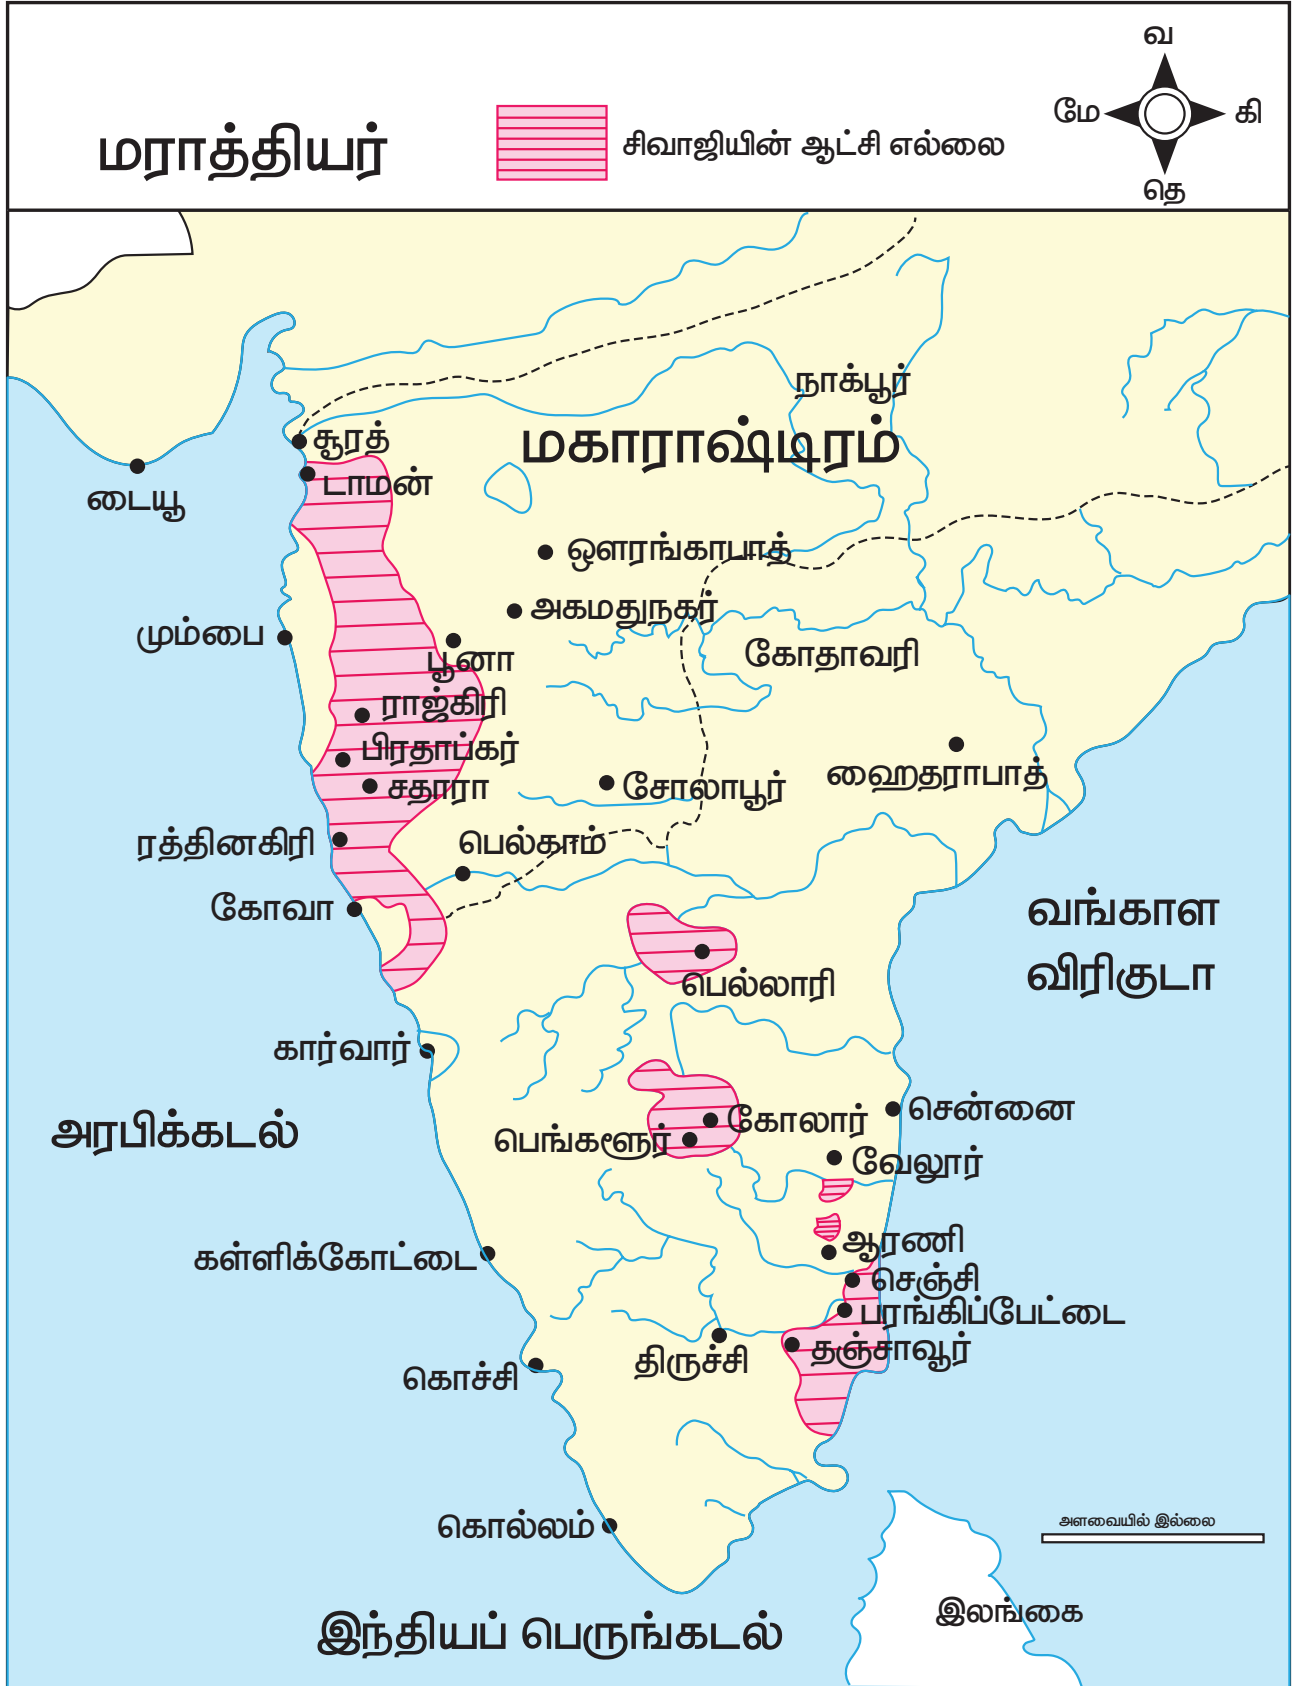 வ
மே
கி
தெ
மராத்தியர்
சிவாஜியின் ஆட்சி எல்லை
நாக்பூர்
சூரத்
மகாராஷ்டிரம்
டாமன்
டையூ
ஔரங்காபாத்
அகமதுநகர்
மும்பை
பூனா
கோதாவரி
ராஜ்கிரி
பிரதாப்கர்
சதாரா
சோலாபூர்
ஹைதராபாத்
ரத்தினகிரி
பெல்காம்
கோவா
வங்காள
விரிகுடா
பெல்லாரி
கார்வார்
அரபிக்கடல்
கோலார்
சென்னை
பெங்களூர்
வேலூர்
கள்ளிக்கோட்டை
ஆரணி
செஞ்சி
பரங்கிப்பேட்டை
தஞ்சாவூர்
திருச்சி
கொச்சி
கொல்லம்
அளவையில் இல்லை
இலங்கை
இந்தியப் பெருங்கடல்